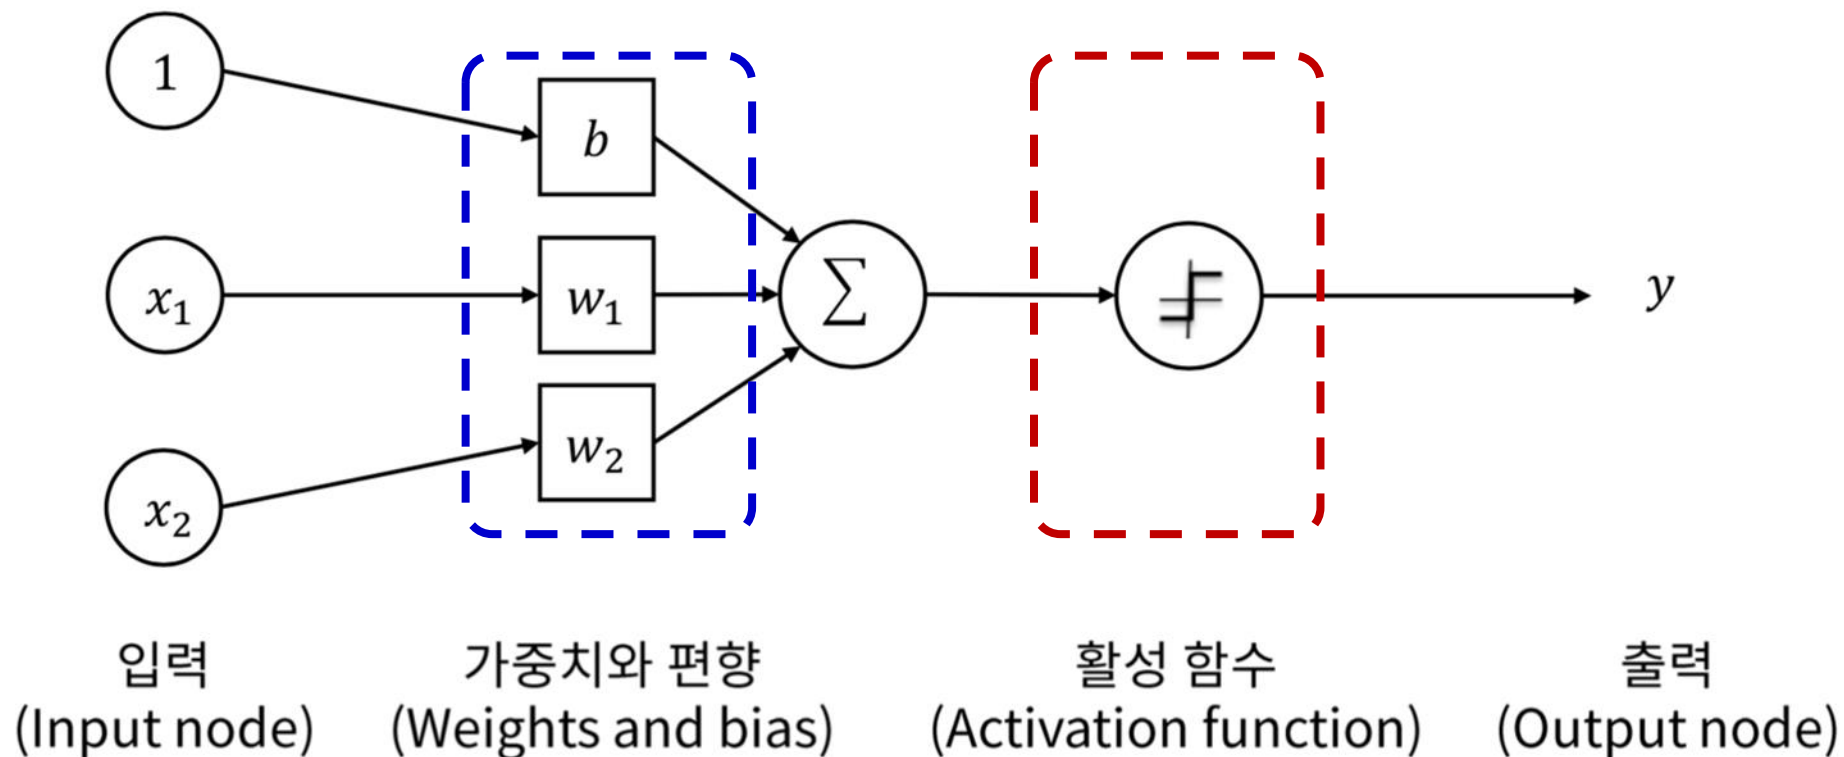 1
b
x₁
w₁
∑
y
w₂
x₂
입력
(Input node)
가중치와 편향
(Weights and bias)
활성 함수
(Activation function)
출력
(Output node)